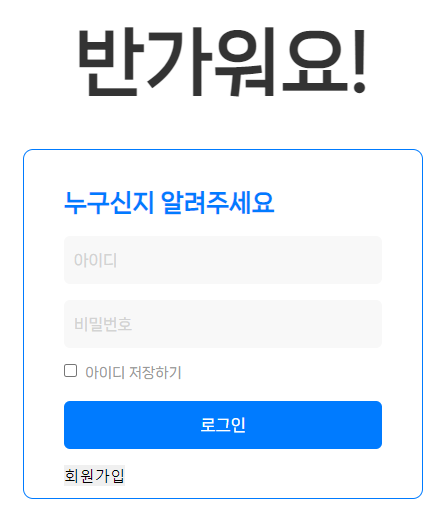 반가워요!
누구신지 알려주세요
아이디
비밀번호
아이디 저장하기
로그인
회원가입